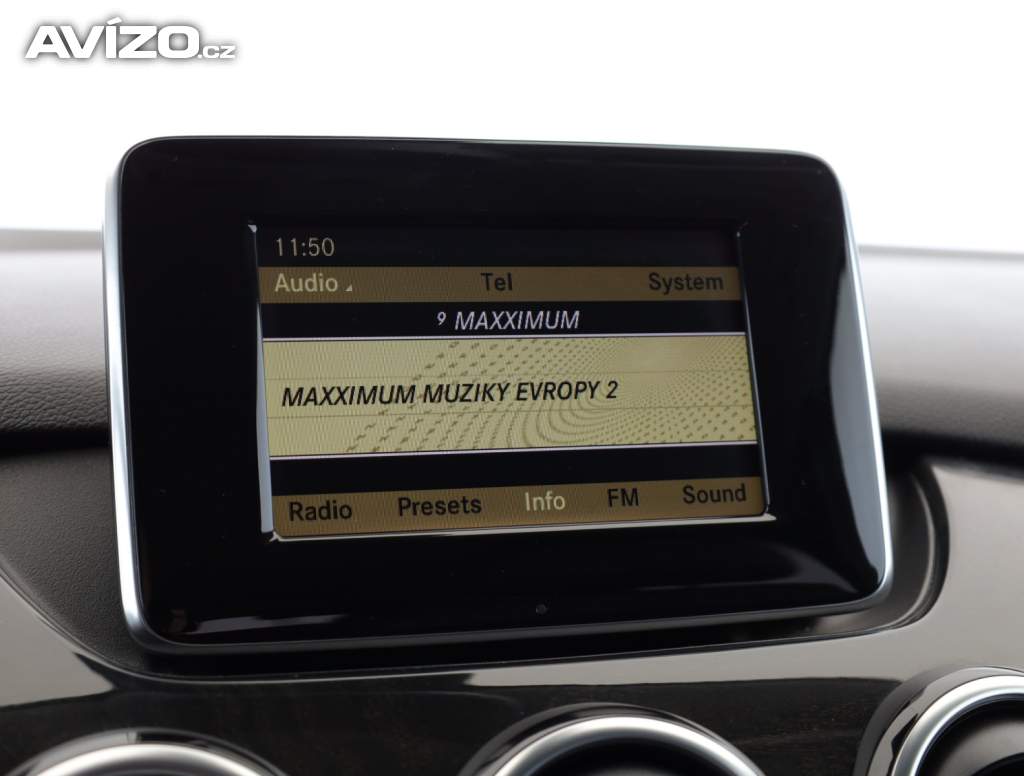 AVÍZO.cz
11:50
Audio Tel System
9 MAXXIMUM
MAXXIMUM MUZIKY EVROPY 2
Radio Presets Info FM Sound